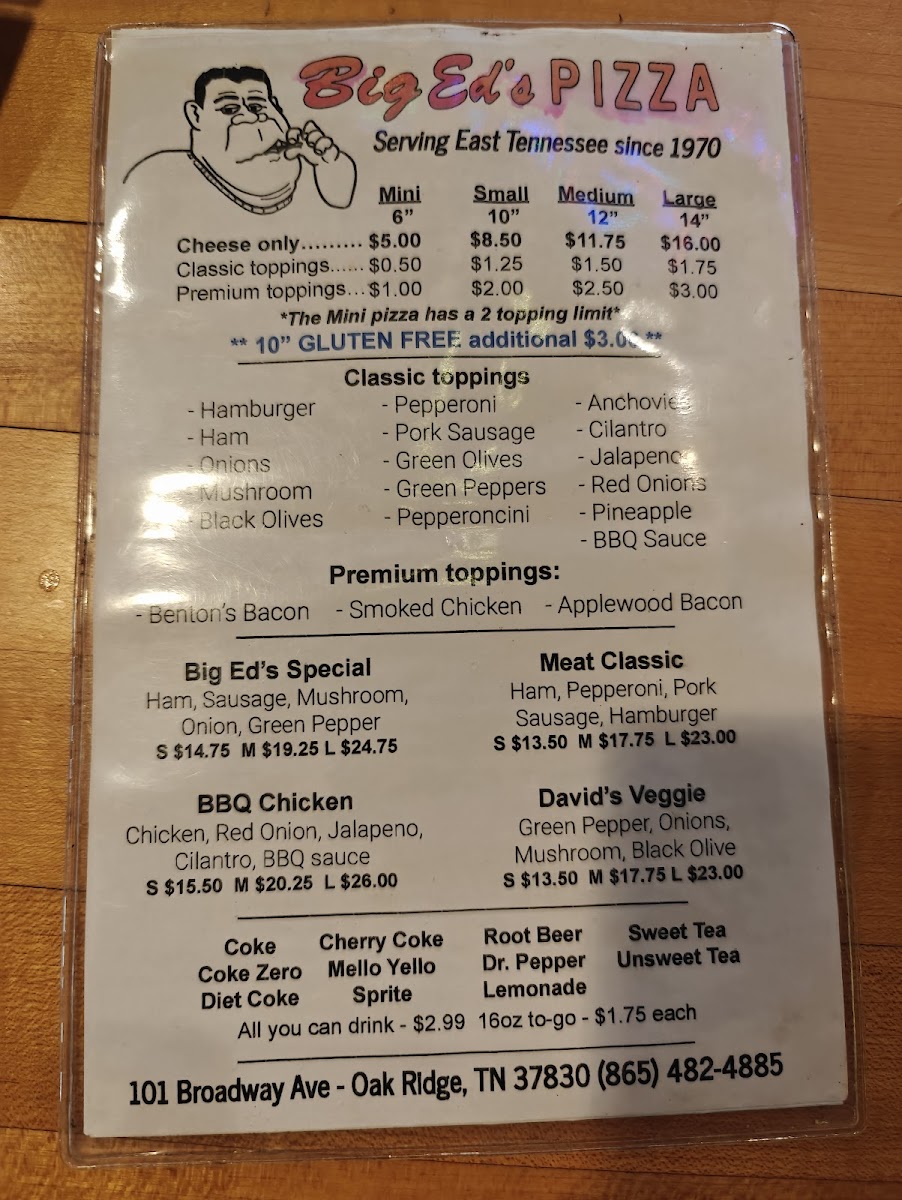 Big Ed's PIZZA
Serving East Tennessee since 1970
Mini Small Medium Large
6” 10” 12” 14”
Cheese only......... $5.00 $8.50 $11.75 $16.00
Classic toppings...... $0.50 $1.25 $1.50 $1.75
Premium toppings... $1.00 $2.00 $2.50 $3.00
*The Mini pizza has a 2 topping limit*
** 10” GLUTEN FREE additional $3.00 **
Classic toppings
- Hamburger - Pepperoni - Anchovies
- Ham - Pork Sausage - Cilantro
- Onions - Green Olives - Jalapeno
- Mushroom - Green Peppers - Red Onions
- Black Olives - Pepperoncini - Pineapple
- BBQ Sauce
Premium toppings:
- Benton's Bacon - Smoked Chicken - Applewood Bacon
Big Ed's Special
Ham, Sausage, Mushroom,
Onion, Green Pepper
S $14.75 M $19.25 L $24.75
Meat Classic
Ham, Pepperoni, Pork
Sausage, Hamburger
S $13.50 M $17.75 L $23.00
BBQ Chicken
Chicken, Red Onion, Jalapeno,
Cilantro, BBQ sauce
S $15.50 M $20.25 L $26.00
David's Veggie
Green Pepper, Onions,
Mushroom, Black Olive
S $13.50 M $17.75 L $23.00
Coke Cherry Coke Root Beer Sweet Tea
Coke Zero Mello Yello Dr. Pepper Unsweet Tea
Diet Coke Sprite Lemonade
All you can drink - $2.99 16oz to-go - $1.75 each
101 Broadway Ave - Oak RIdge, TN 37830 (865) 482-4885